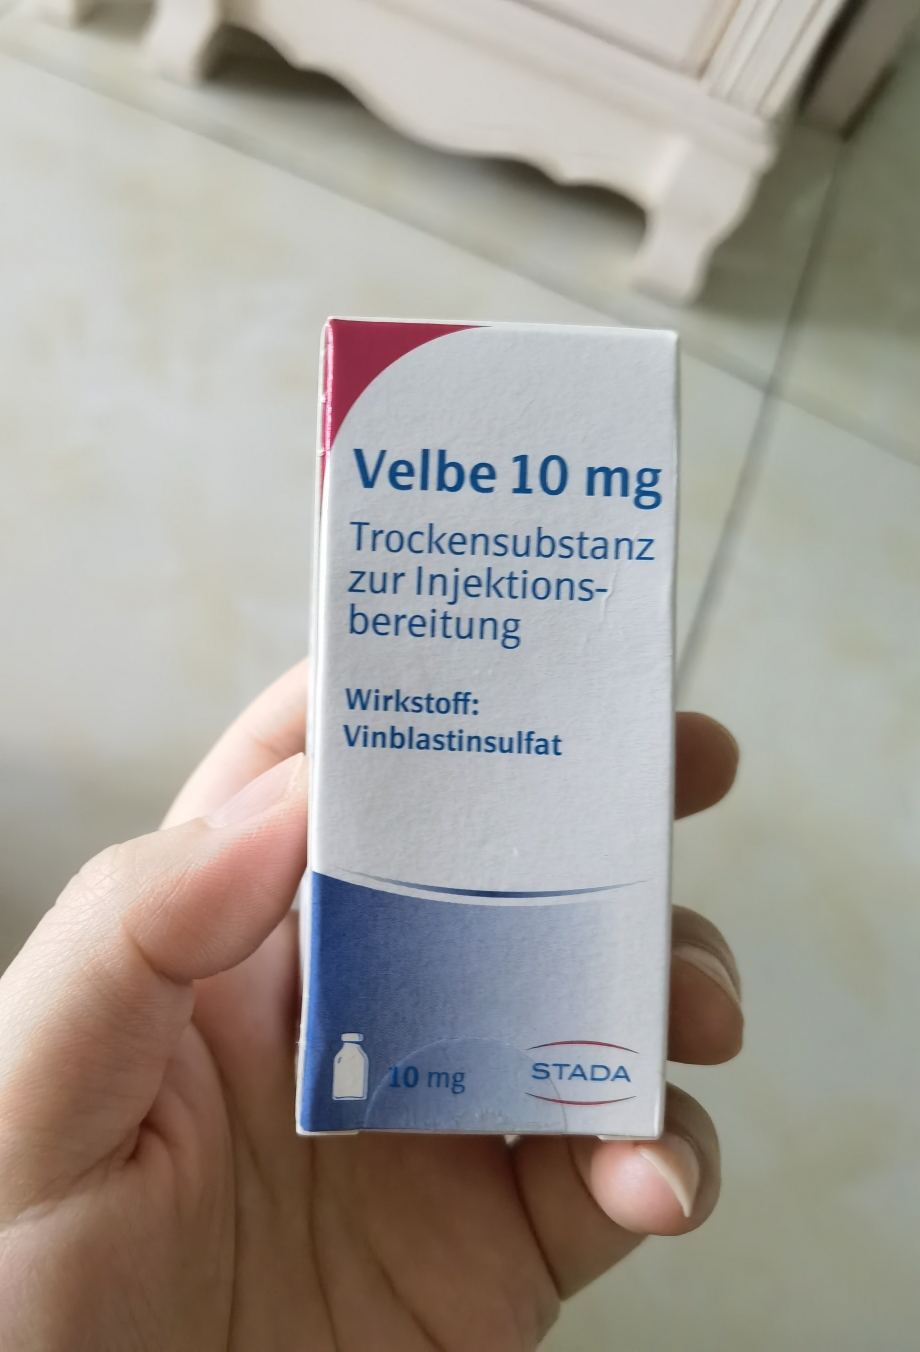 Velbe 10 mg
Trockensubstanz
zur Injektions-
bereitung
Wirkstoff:
Vinblastinsulfat
10 mg
STADA